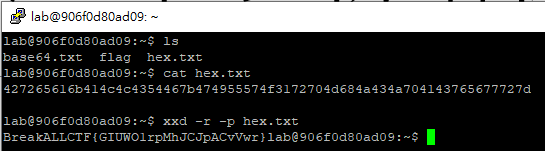 lab@906f0d80ad09: ~
lab@906f0d80ad09:~$ ls
base64.txt flag hex.txt
lab@906f0d80ad09:~$ cat hex.txt
427265616b414c4c4354467b474955574f3172704d684a434a704143765677727d
lab@906f0d80ad09:~$ xxd -r -p hex.txt
BreakALLCTF{GIUWO1rpMhJCJpACvVwr}lab@906f0d80ad09:~$